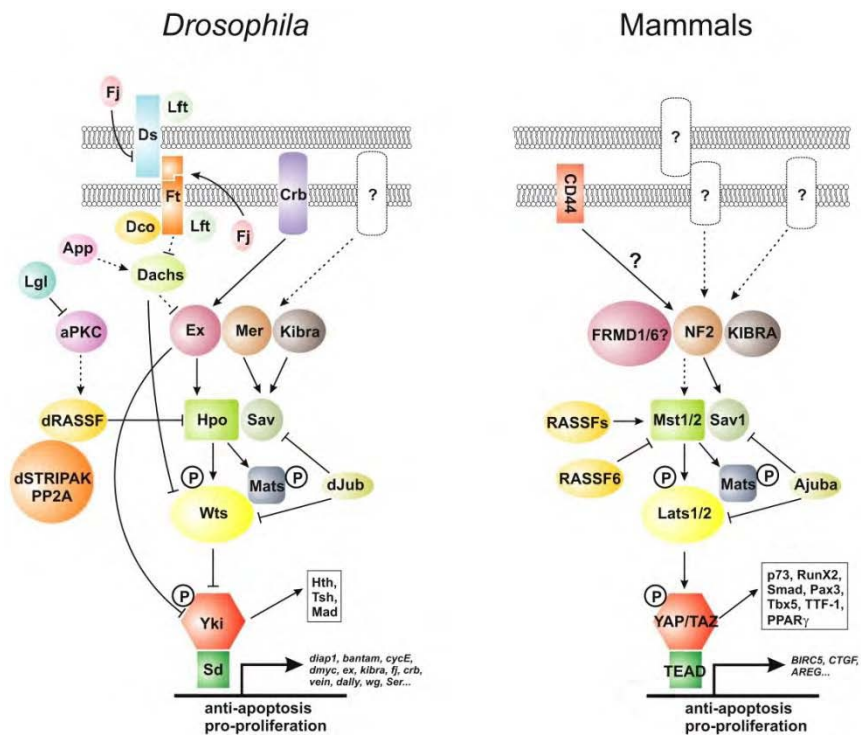 Drosophila
Fj
Lft
Ds
Ft
Crb
?
Dco
Lft
Fj
App
Dachs
Lgl
aPKC
Ex
Mer
Kibra
dRASSF
Hpo
Sav
dSTRIPAK
PP2A
P
Mats
P
dJub
Wts
P
Yki
Hth,
Tsh,
Mad
Sd
diap1, bantam, cycE,
dmyc, ex, kibra, fj, crb,
vein, dally, wg, Ser...
anti-apoptosis
pro-proliferation
Mammals
?
CD44
?
?
?
FRMD1/6?
NF2
KIBRA
RASSFs
Mst1/2
Sav1
RASSF6
P
Mats
P
Ajuba
Lats1/2
P
YAP/TAZ
p73, RunX2,
Smad, Pax3,
Tbx5, TTF-1,
PPARγ
TEAD
BIRC5, CTGF,
AREG...
anti-apoptosis
pro-proliferation